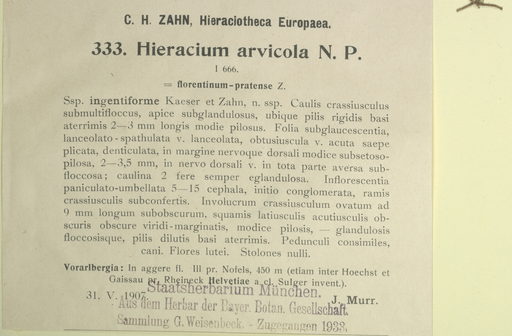 C. H. ZAHN, Hieraciotheca Europaea.
333. Hieracium arvicola N. P.
I 666.
= florentinum-pratense Z.
Ssp. ingentiforme Kaeser et Zahn, n. ssp. Caulis crassiusculus
submultifloccus, apice subglandulosus, ubique pilis rigidis basi
aterrimis 2—3 mm longis modie pilosus. Folia subglaucescentia,
lanceolato-spathulata v. lanceolata, obtusiuscula v. acuta saepe
plicata, denticulata, in margine nervoque dorsali modice subsetoso-
pilosa, 2—3,5 mm, in nervo dorsali v. in tota parte aversa sub-
floccosa; caulina 2 fere semper eglandulosa. Inflorescentia
paniculato-umbellata 5—15 cephala, initio conglomerata, ramis
crassiusculis subconfertis. Involucrum crassiusculum ovatum ad
9 mm longum subobscurum, squamis latiusculis acutiusculis ob-
scuris obscure viridi-marginatis, modice pilosis, — glandulosis
floccosisque, pilis dilutis basi aterrimis. Pedunculi consimiles,
cani. Flores lutei. Stolones nulli.
Vorarlbergia: In aggere fl. Ill pr. Nofels, 450 m (etiam inter Hoechst et
Gaissau pr. Rheineck Helvetiae a cl. Sulger invent.).
31. V. 1907. J. Murr.
Staatsherbarium München.
Aus dem Herbar der Bayer. Botan. Gesellschaft.
Sammlung G. Weisenbeck. - Zugegangen 1933.